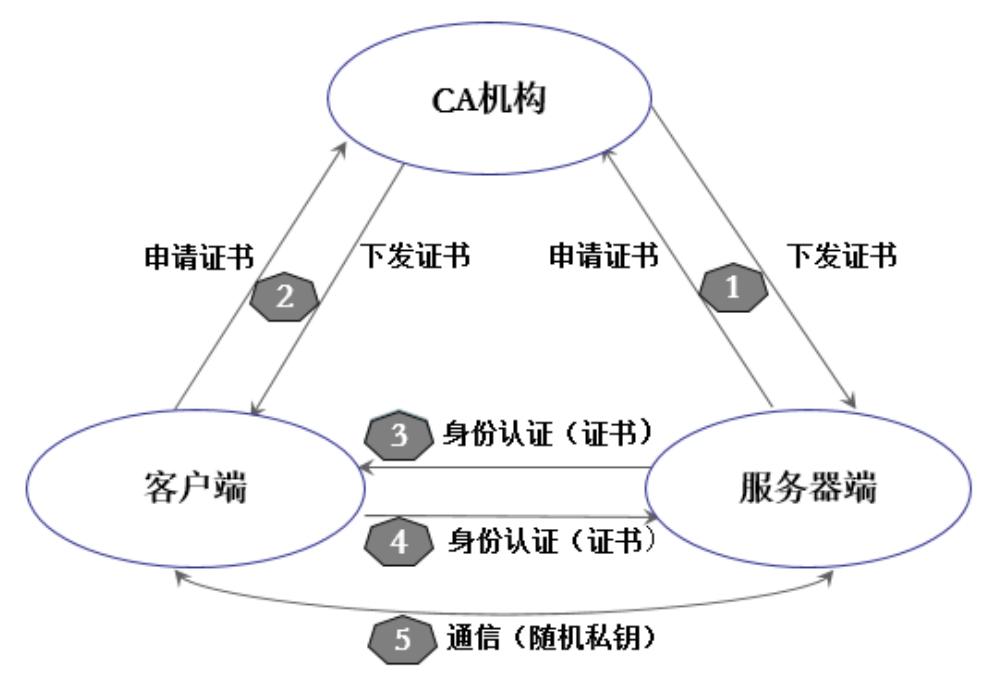 CA机构
申请证书
下发证书
申请证书
下发证书
2
1
3 身份认证（证书）
客户端
服务器端
4 身份认证（证书）
5 通信（随机私钥）